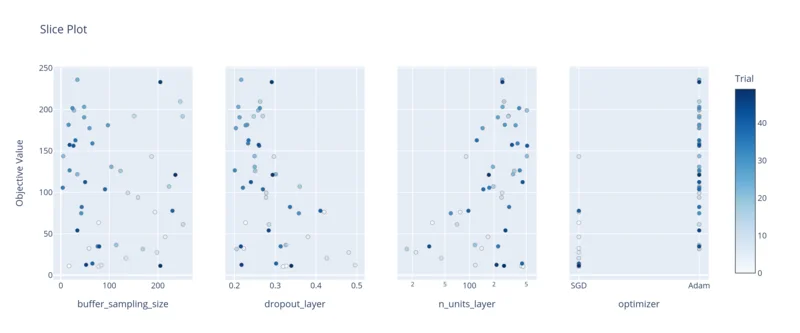 Slice Plot
Objective Value
250
200
150
100
50
0
0 100 200
buffer_sampling_size
0.2 0.3 0.4 0.5
dropout_layer
2 5 100 2 5
n_units_layer
SGD Adam
optimizer
Trial
40
30
20
10
0